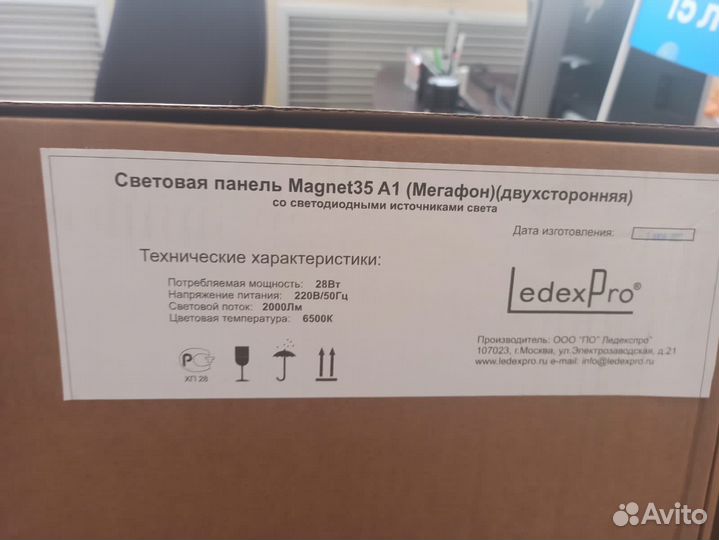 Световая панель Magnet35 A1 (Мегафон)(двухсторонняя)
со светодиодными источниками света
Дата изготовления:
Технические характеристики:
Потребляемая мощность: 28Вт
Напряжение питания: 220В/50Гц
Световой поток: 2000Лм
Цветовая температура: 6500К
LedexPro®
Производитель: ООО "ПО" Лидекспро"
107023, г.Москва, ул.Электрозаводская, д.21
www.ledexpro.ru e-mail: info@ledexpro.ru
ХП 28
Avito